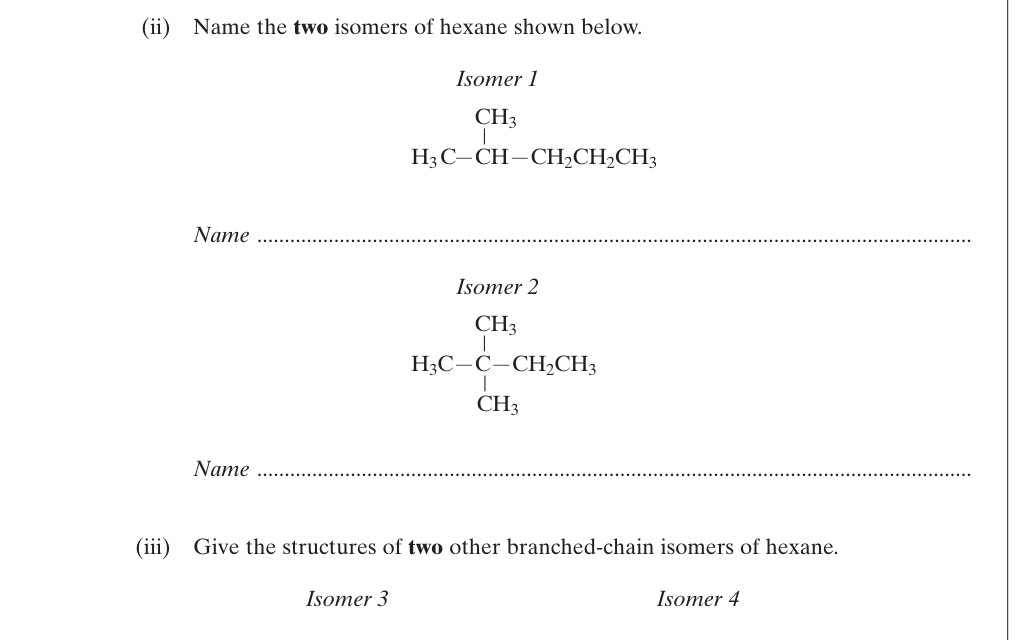 (ii) Name the two isomers of hexane shown below.
Isomer 1
CH₃
H₃C–CH–CH₂CH₂CH₃
Name ............................................................
Isomer 2
CH₃
H₃C–C–CH₂CH₃
CH₃
Name ............................................................
(iii) Give the structures of two other branched-chain isomers of hexane.
Isomer 3 Isomer 4